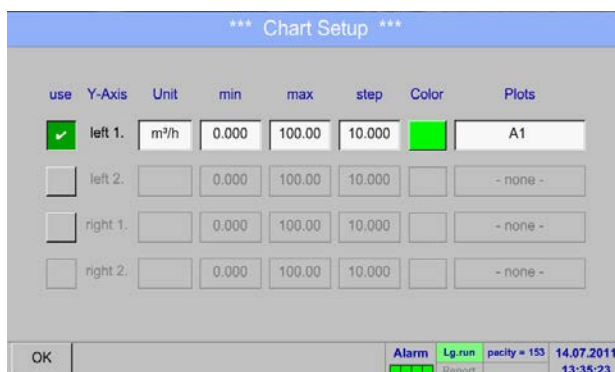 *** Chart Setup ***
use Y-Axis Unit min max step Color Plots
left 1. m³/h 0.000 100.00 10.000 A1
left 2. 0.000 100.00 10.000 - none -
right 1. 0.000 100.00 10.000 - none -
right 2. 0.000 100.00 10.000 - none -
OK Alarm Lg.run pacity = 153 14.07.2011
Report 13:35:23